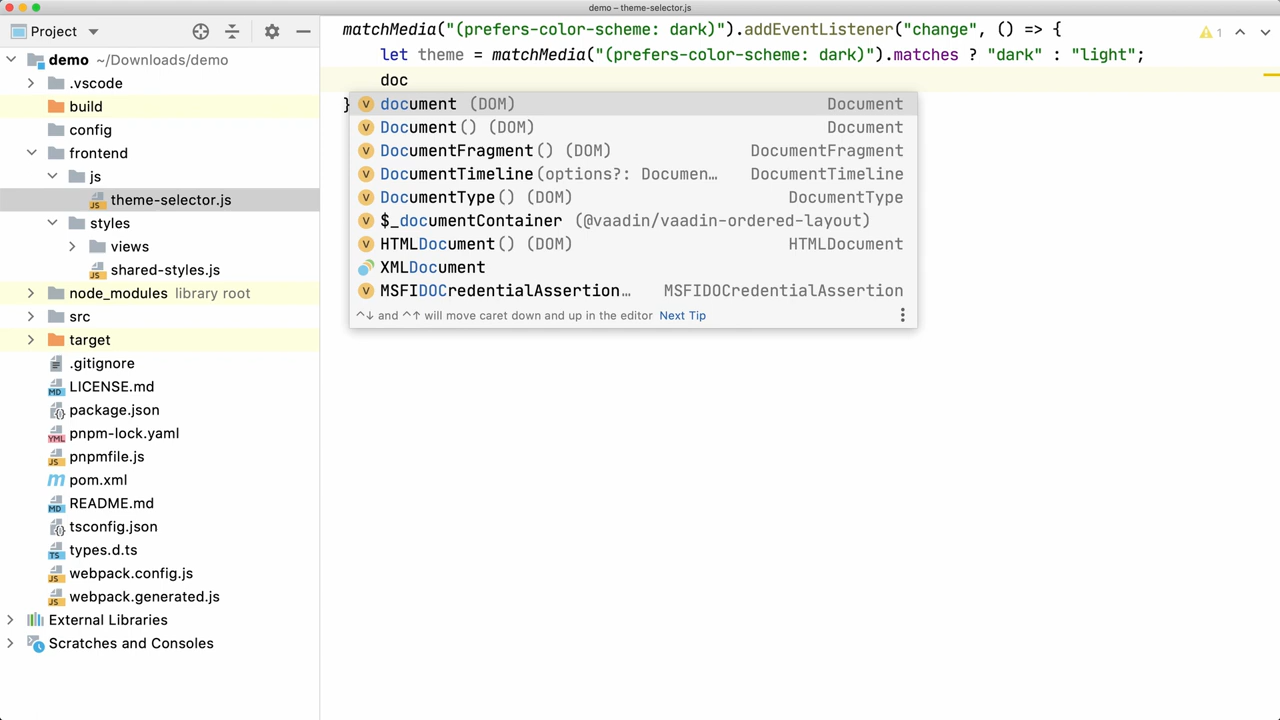 demo – theme-selector.js
Project
demo ~/Downloads/demo
.vscode
build
config
frontend
js
theme-selector.js
styles
views
shared-styles.js
node_modules library root
src
target
.gitignore
LICENSE.md
package.json
pnpm-lock.yaml
pnpmfile.js
pom.xml
README.md
tsconfig.json
types.d.ts
webpack.config.js
webpack.generated.js
External Libraries
Scratches and Consoles
matchMedia("(prefers-color-scheme: dark)").addEventListener("change", () => {
let theme = matchMedia("(prefers-color-scheme: dark)").matches ? "dark" : "light";
doc
}
1
document (DOM) Document
Document() (DOM) Document
DocumentFragment() (DOM) DocumentFragment
DocumentTimeline(options?: Documen… DocumentTimeline
DocumentType() (DOM) DocumentType
$_documentContainer (@vaadin/vaadin-ordered-layout)
HTMLDocument() (DOM) HTMLDocument
XMLDocument
MSFIDOCredentialAssertion… MSFIDOCredentialAssertion
^↓ and ^↑ will move caret down and up in the editor Next Tip